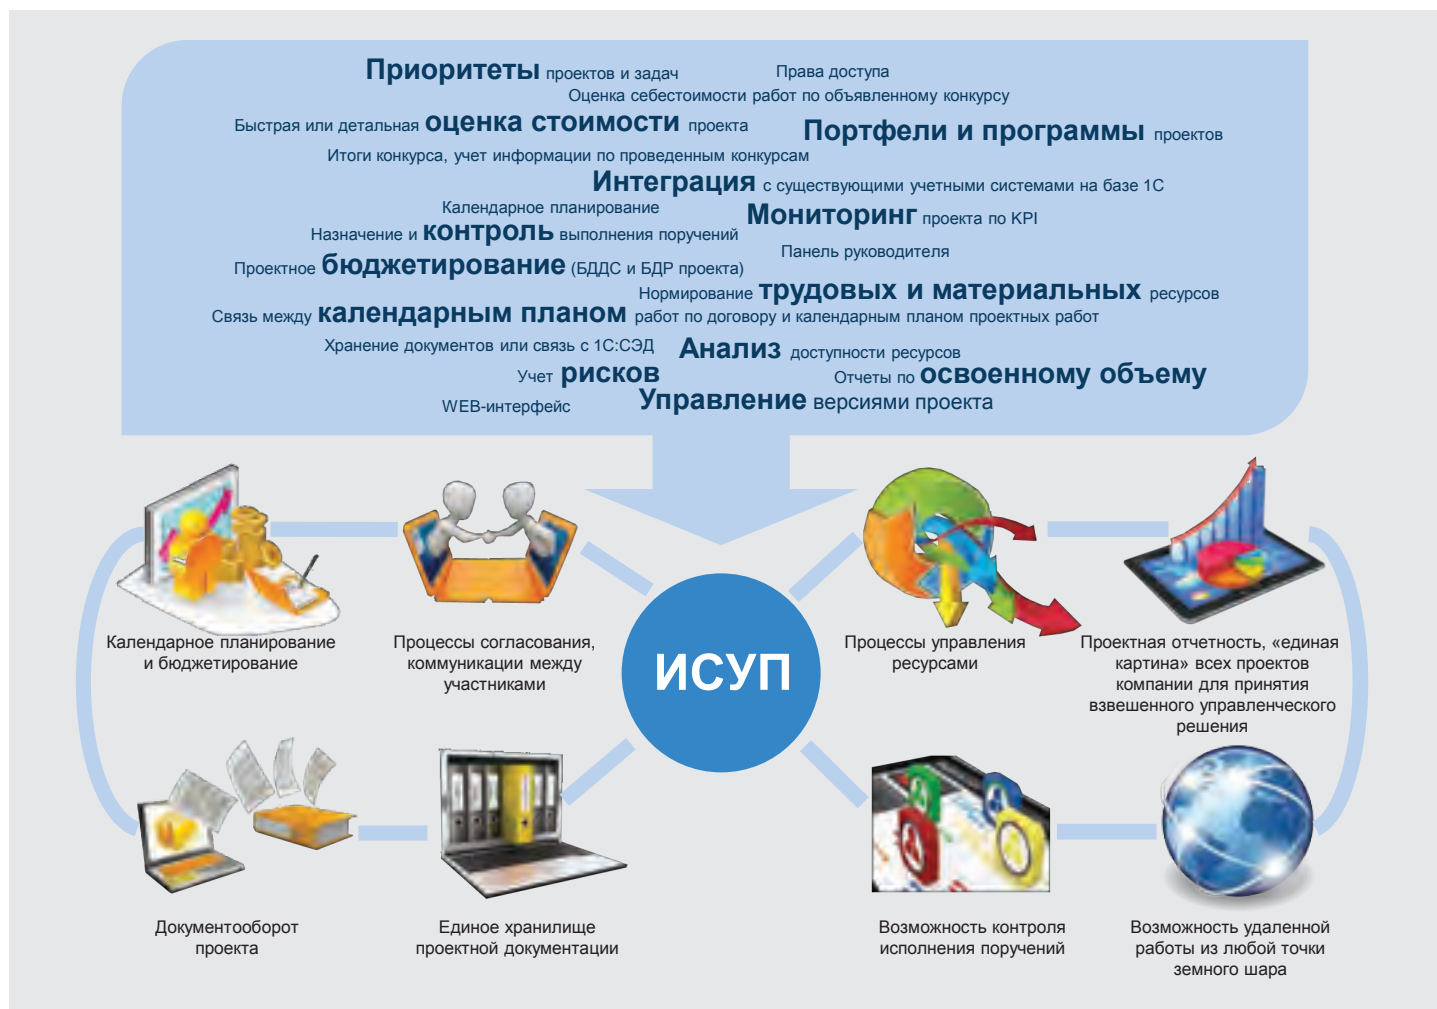 Приоритеты проектов и задач
Права доступа
Оценка себестоимости работ по объявленному конкурсу
Быстрая или детальная оценка стоимости проекта
Портфели и программы проектов
Итоги конкурса, учет информации по проведенным конкурсам
Интеграция с существующими учетными системами на базе 1С
Календарное планирование
Мониторинг проекта по KPI
Назначение и контроль выполнения поручений
Панель руководителя
Проектное бюджетирование (БДДС и БДР проекта)
Нормирование трудовых и материальных ресурсов
Связь между календарным планом работ по договору и календарным планом проектных работ
Хранение документов или связь с 1С:СЭД
Анализ доступности ресурсов
Учет рисков
Отчеты по освоенному объему
WEB-интерфейс
Управление версиями проекта
Календарное планирование
и бюджетирование
Процессы согласования,
коммуникации между
участниками
ИСУП
Процессы управления
ресурсами
Проектная отчетность, «единая
картина» всех проектов
компании для принятия
взвешенного управленческого
решения
Документооборот
проекта
Единое хранилище
проектной документации
Возможность контроля
исполнения поручений
Возможность удаленной
работы из любой точки
земного шара